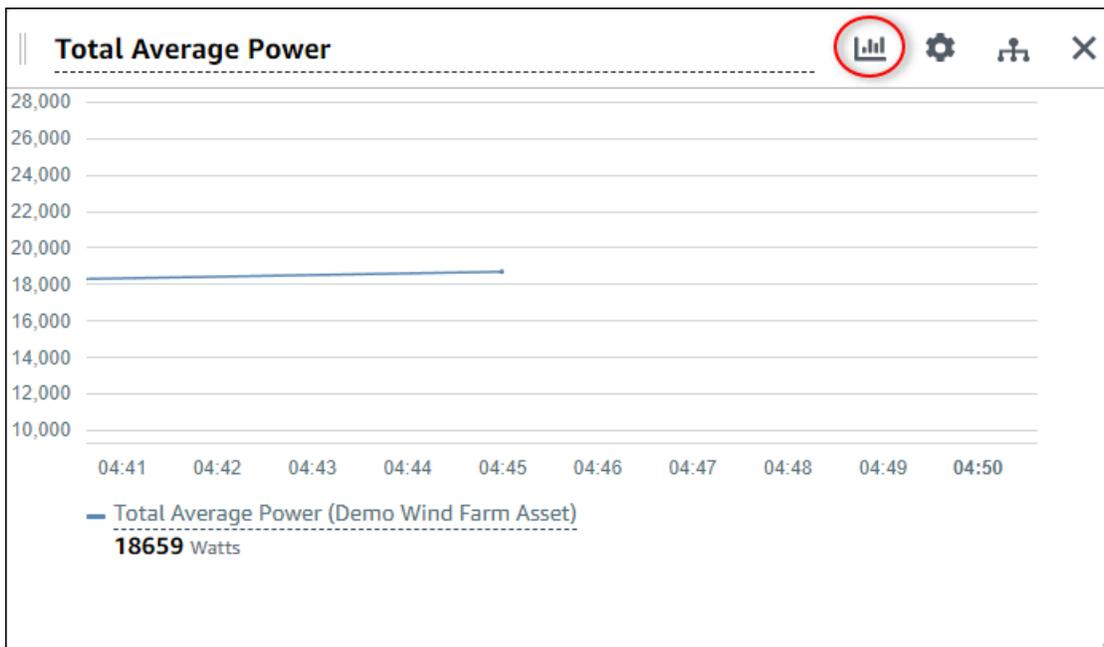 Total Average Power
28,000
26,000
24,000
22,000
20,000
18,000
16,000
14,000
12,000
10,000
04:41 04:42 04:43 04:44 04:45 04:46 04:47 04:48 04:49 04:50
Total Average Power (Demo Wind Farm Asset)
18659 Watts